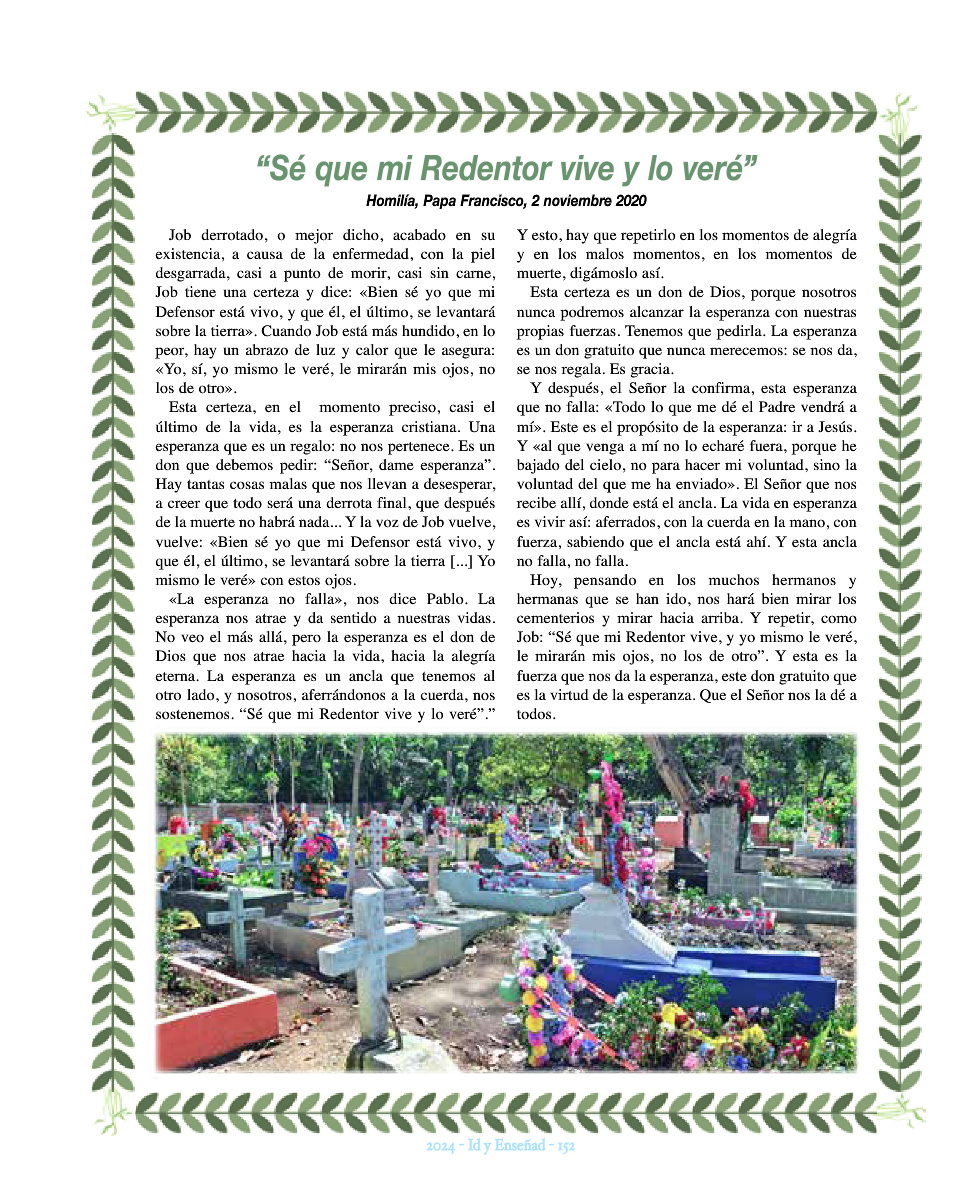 “Sé que mi Redentor vive y lo veré”
Homilía, Papa Francisco, 2 noviembre 2020
Job derrotado, o mejor dicho, acabado en su
existencia, a causa de la enfermedad, con la piel
desgarrada, casi a punto de morir, casi sin carne,
Job tiene una certeza y dice: «Bien sé yo que mi
Defensor está vivo, y que él, el último, se levantará
sobre la tierra». Cuando Job está más hundido, en lo
peor, hay un abrazo de luz y calor que le asegura:
«Yo, sí, yo mismo le veré, le mirarán mis ojos, no
los de otro».
Esta certeza, en el momento preciso, casi el
último de la vida, es la esperanza cristiana. Una
esperanza que es un regalo: no nos pertenece. Es un
don que debemos pedir: “Señor, dame esperanza”.
Hay tantas cosas malas que nos llevan a desesperar,
a creer que todo será una derrota final, que después
de la muerte no habrá nada... Y la voz de Job vuelve,
vuelve: «Bien sé yo que mi Defensor está vivo, y
que él, el último, se levantará sobre la tierra [...] Yo
mismo le veré» con estos ojos.
«La esperanza no falla», nos dice Pablo. La
esperanza nos atrae y da sentido a nuestras vidas.
No veo el más allá, pero la esperanza es el don de
Dios que nos atrae hacia la vida, hacia la alegría
eterna. La esperanza es un ancla que tenemos al
otro lado, y nosotros, aferrándonos a la cuerda, nos
sostenemos. “Sé que mi Redentor vive y lo veré”.”
Y esto, hay que repetirlo en los momentos de alegría
y en los malos momentos, en los momentos de
muerte, digámoslo así.
Esta certeza es un don de Dios, porque nosotros
nunca podremos alcanzar la esperanza con nuestras
propias fuerzas. Tenemos que pedirla. La esperanza
es un don gratuito que nunca merecemos: se nos da,
se nos regala. Es gracia.
Y después, el Señor la confirma, esta esperanza
que no falla: «Todo lo que me dé el Padre vendrá a
mí». Este es el propósito de la esperanza: ir a Jesús.
Y «al que venga a mí no lo echaré fuera, porque he
bajado del cielo, no para hacer mi voluntad, sino la
voluntad del que me ha enviado». El Señor que nos
recibe allí, donde está el ancla. La vida en esperanza
es vivir así: aferrados, con la cuerda en la mano, con
fuerza, sabiendo que el ancla está ahí. Y esta ancla
no falla, no falla.
Hoy, pensando en los muchos hermanos y
hermanas que se han ido, nos hará bien mirar los
cementerios y mirar hacia arriba. Y repetir, como
Job: “Sé que mi Redentor vive, y yo mismo le veré,
le mirarán mis ojos, no los de otro”. Y esta es la
fuerza que nos da la esperanza, este don gratuito que
es la virtud de la esperanza. Que el Señor nos la dé a
todos.
2024 - Id y Enseñad - 152